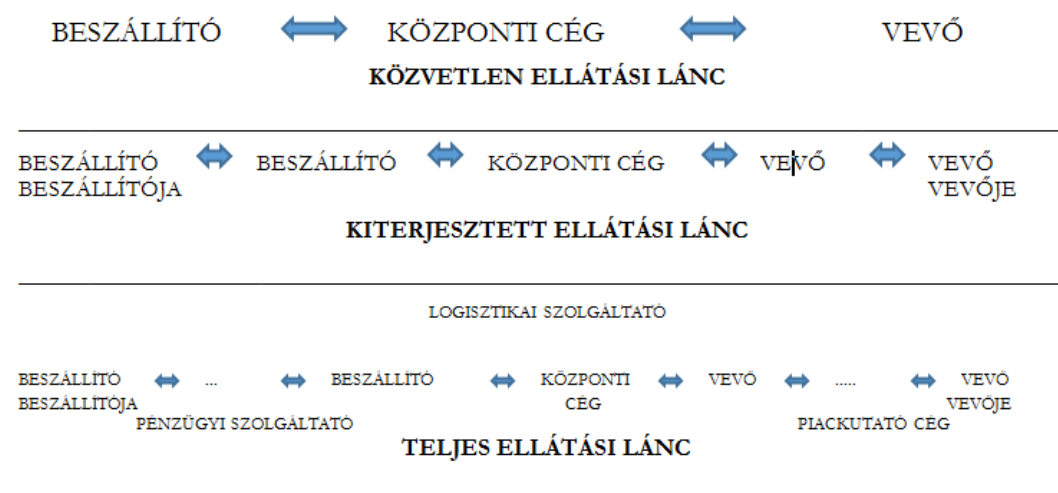 BESZÁLLÍTÓ KÖZPONTI CÉG VEVŐ
KÖZVETLEN ELLÁTÁSI LÁNC
BESZÁLLÍTÓ BESZÁLLÍTÓ KÖZPONTI CÉG VEVŐ VEVŐ
BESZÁLLÍTÓJA VEVŐJE
KITERJESZTETT ELLÁTÁSI LÁNC
LOGISZTIKAI SZOLGÁLTATÓ
BESZÁLLÍTÓ ... BESZÁLLÍTÓ KÖZPONTI VEVŐ ..... VEVŐ
BESZÁLLÍTÓJA CÉG VEVŐJE
PÉNZÜGYI SZOLGÁLTATÓ PIACKUTATÓ CÉG
TELJES ELLÁTÁSI LÁNC